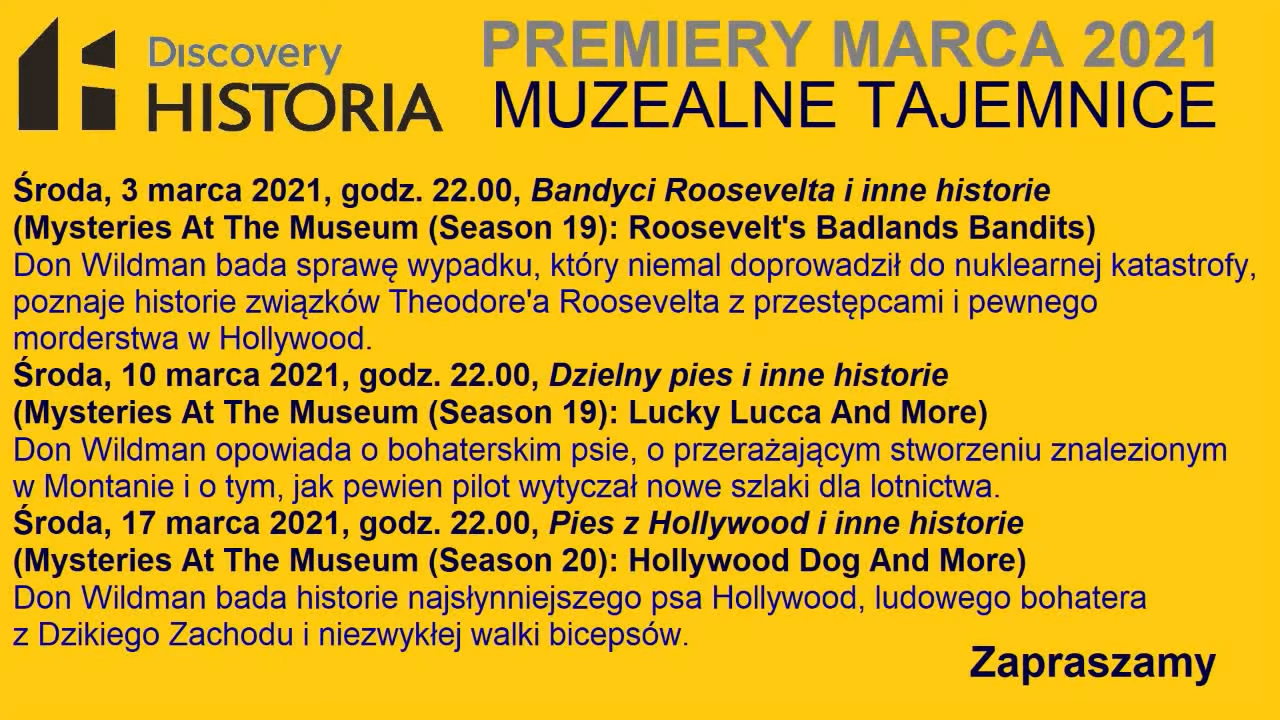 Discovery
HISTORIA
PREMIERY MARCA 2021
MUZEALNE TAJEMNICE
Środa, 3 marca 2021, godz. 22.00, Bandyci Roosevelta i inne historie
(Mysteries At The Museum (Season 19): Roosevelt's Badlands Bandits)
Don Wildman bada sprawę wypadku, który niemal doprowadził do nuklearnej katastrofy,
poznaje historie związków Theodore'a Roosevelta z przestępcami i pewnego
morderstwa w Hollywood.
Środa, 10 marca 2021, godz. 22.00, Dzielny pies i inne historie
(Mysteries At The Museum (Season 19): Lucky Lucca And More)
Don Wildman opowiada o bohaterskim psie, o przerażającym stworzeniu znalezionym
w Montanie i o tym, jak pewien pilot wytyczał nowe szlaki dla lotnictwa.
Środa, 17 marca 2021, godz. 22.00, Pies z Hollywood i inne historie
(Mysteries At The Museum (Season 20): Hollywood Dog And More)
Don Wildman bada historie najsłynniejszego psa Hollywood, ludowego bohatera
z Dzikiego Zachodu i niezwykłej walki bicepsów.
Zapraszamy